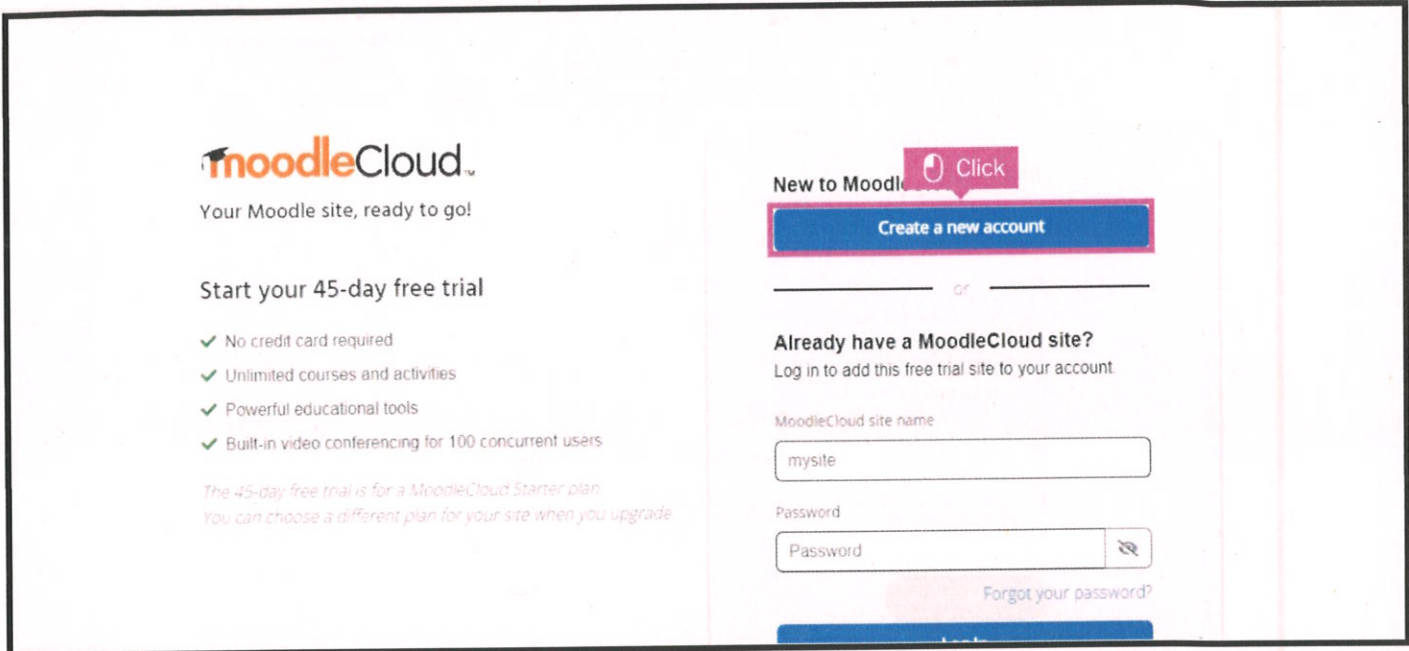 moodleCloud™
Your Moodle site, ready to go!
Start your 45-day free trial
No credit card required
Unlimited courses and activities
Powerful educational tools
Built-in video conferencing for 100 concurrent users
The 45-day free trial is for a MoodleCloud Starter plan
You can choose a different plan for your site when you upgrade.
Click
New to
Create a new account
or
Already have a MoodleCloud site?
Log in to add this free trial site to your account.
MoodleCloud site name
mysite
Password
Password
Forgot your password?